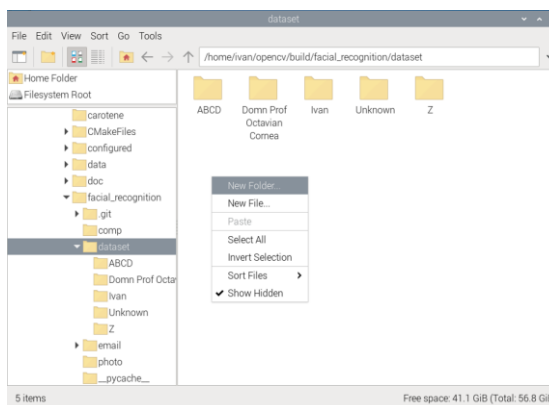 dataset
File Edit View Sort Go Tools
/home/ivan/opencv/build/facial_recognition/dataset
Home Folder
Filesystem Root
carotene
CMakeFiles
configured
data
doc
facial_recognition
.git
comp
dataset
ABCD
Domn Prof Octav
Ivan
Unknown
Z
email
photo
__pycache__
ABCD
Domn Prof
Octavian
Cornea
Ivan
Unknown
Z
New Folder...
New File...
Paste
Select All
Invert Selection
Sort Files
Show Hidden
5 items
Free space: 41.1 GiB (Total: 56.8 Gi